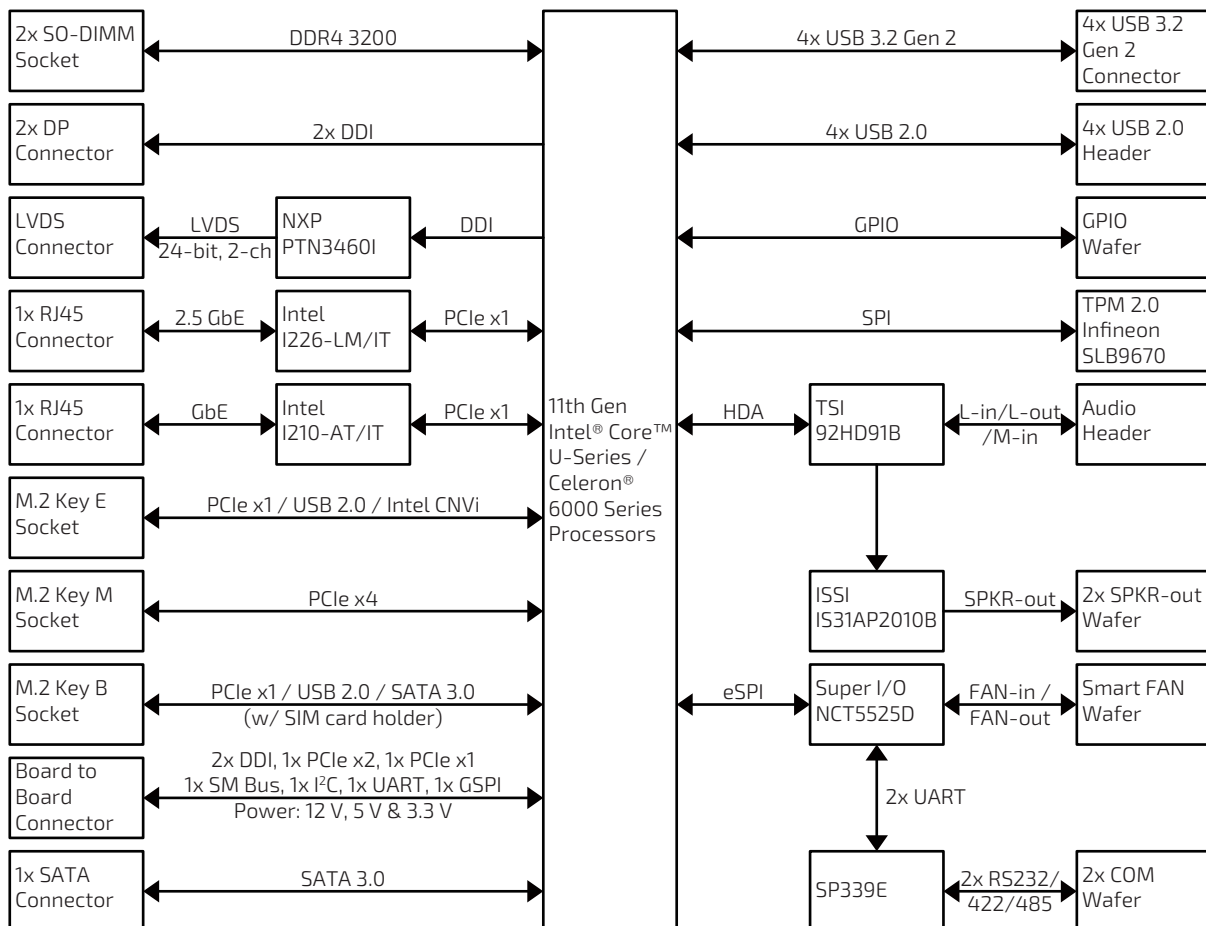 2x SO-DIMM
Socket
DDR4 3200
2x DP
Connector
2x DDI
LVDS
Connector
LVDS
24-bit, 2-ch
NXP
PTN3460I
DDI
1x RJ45
Connector
2.5 GbE
Intel
I226-LM/IT
PCIe x1
1x RJ45
Connector
GbE
Intel
I210-AT/IT
PCIe x1
M.2 Key E
Socket
PCIe x1 / USB 2.0 / Intel CNVi
M.2 Key M
Socket
PCIe x4
M.2 Key B
Socket
PCIe x1 / USB 2.0 / SATA 3.0
(w/ SIM card holder)
Board to
Board
Connector
2x DDI, 1x PCIe x2, 1x PCIe x1
1x SM Bus, 1x I²C, 1x UART, 1x GSPI
Power: 12 V, 5 V & 3.3 V
1x SATA
Connector
SATA 3.0
11th Gen
Intel® Core™
U-Series /
Celeron®
6000 Series
Processors
4x USB 3.2 Gen 2
4x USB 3.2
Gen 2
Connector
4x USB 2.0
4x USB 2.0
Header
GPIO
GPIO
Wafer
SPI
TPM 2.0
Infineon
SLB9670
HDA
TSI
92HD91B
L-in/L-out
/M-in
Audio
Header
ISSI
IS31AP2010B
SPKR-out
2x SPKR-out
Wafer
eSPI
Super I/O
NCT5525D
FAN-in /
FAN-out
Smart FAN
Wafer
2x UART
SP339E
2x RS232/
422/485
2x COM
Wafer